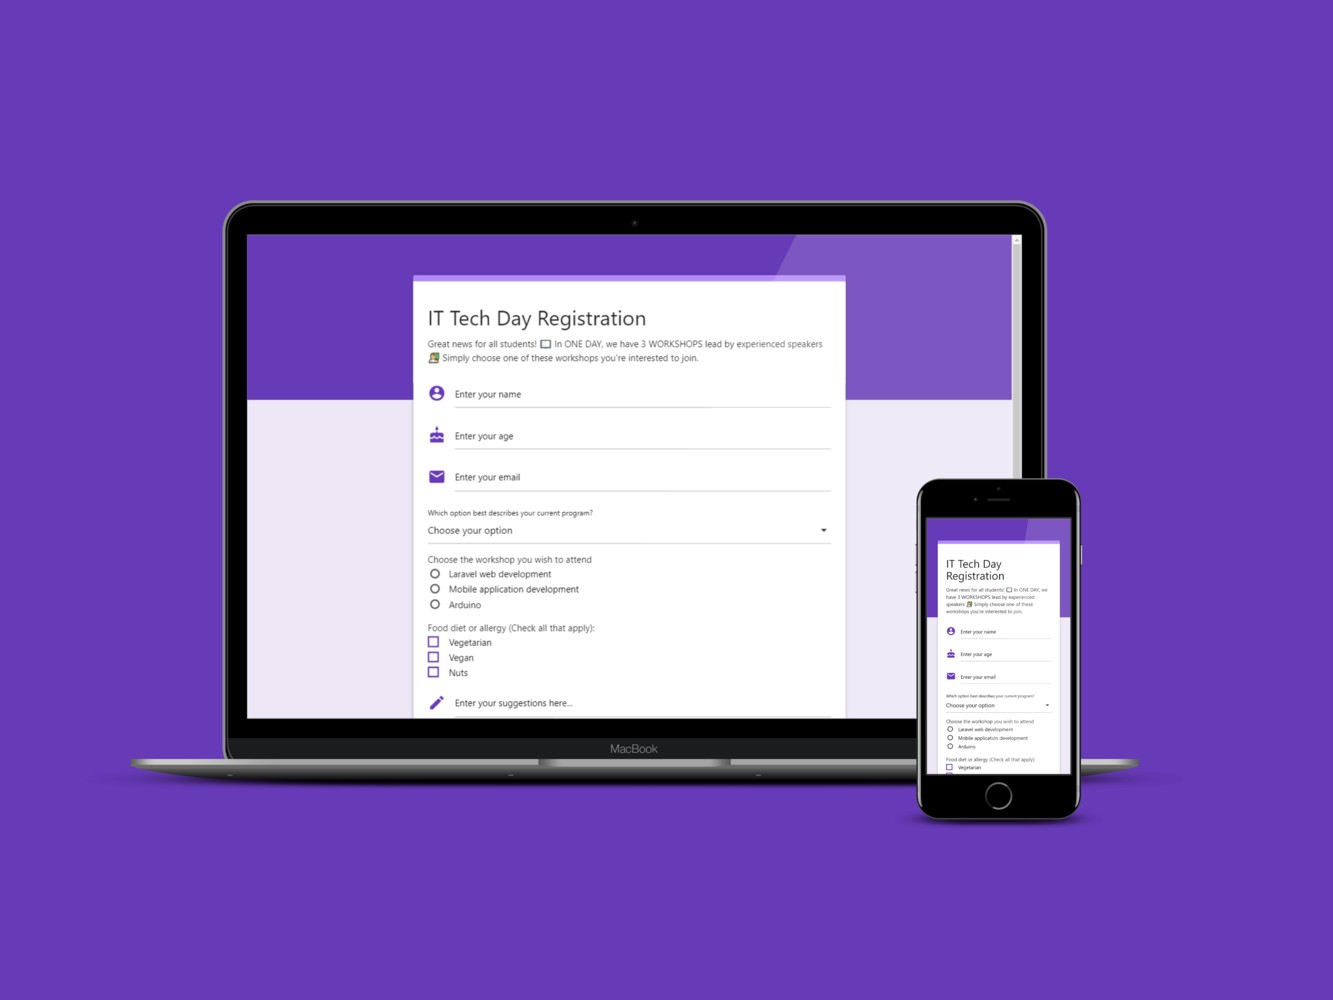 IT Tech Day Registration
Great news for all students! In ONE DAY, we have 3 WORKSHOPS lead by experienced speakers
Simply choose one of these workshops you're interested to join.
Enter your name
Enter your age
Enter your email
Which option best describes your current program?
Choose your option
Choose the workshop you wish to attend
Laravel web development
Mobile application development
Arduino
Food diet or allergy (Check all that apply):
Vegetarian
Vegan
Nuts
Enter your suggestions here...
MacBook
IT Tech Day
Registration
Great news for all students! In ONE DAY, we
have 3 WORKSHOPS lead by experienced
speakers Simply choose one of these
workshops you're interested to join.
Enter your name
Enter your age
Enter your email
Which option best describes your current program?
Choose your option
Choose the workshop you wish to attend
Laravel web development
Mobile application development
Arduino
Food diet or allergy (Check all that apply):
Vegetarian